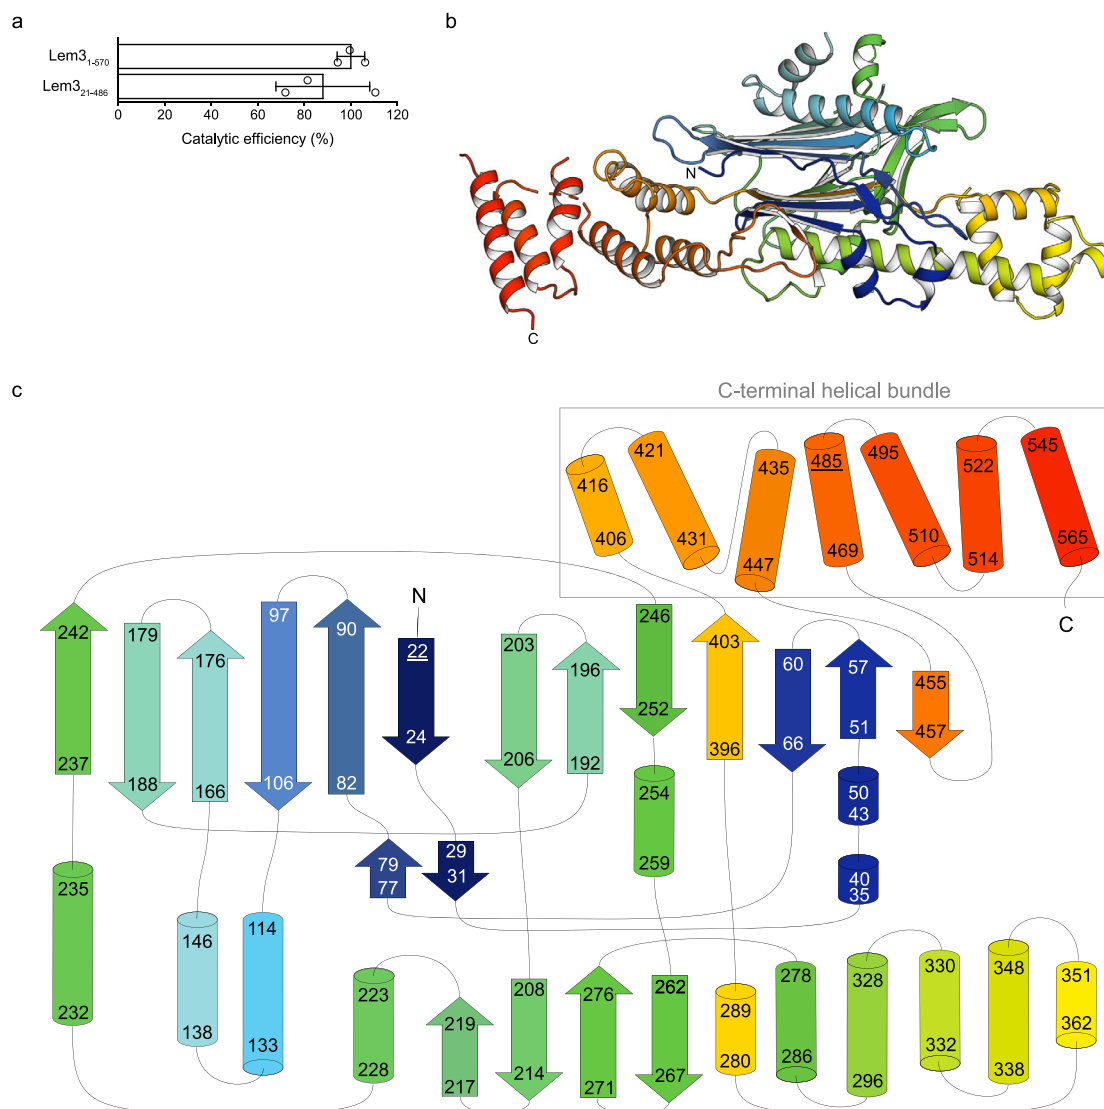 a
b
Lem3₁₋₅₇₀
Lem3₂₁₋₄₈₆
0 20 40 60 80 100 120
Catalytic efficiency (%)
N
C
c
C-terminal helical bundle
416 421 435 485 495 522 545
406 431 447 469 510 514 565
C
N
242 179 176 97 90 22 203 196 246 403 60 57 455
237 188 166 106 82 24 206 192 252 396 66 51 457
254 50
259 43
79 29
77 31
40
35
235 146 114
232 138 133
223 219 208 276 262 289 278 328 330 348 351
228 217 214 271 267 280 286 296 332 338 362